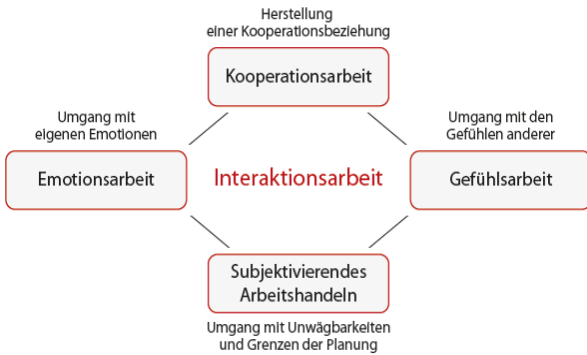 Herstellung
einer Kooperationsbeziehung
Kooperationsarbeit
Umgang mit
eigenen Emotionen
Emotionsarbeit
Interaktionsarbeit
Umgang mit den
Gefühlen anderer
Gefühlsarbeit
Subjektivierendes
Arbeitshandeln
Umgang mit Unwägbarkeiten
und Grenzen der Planung